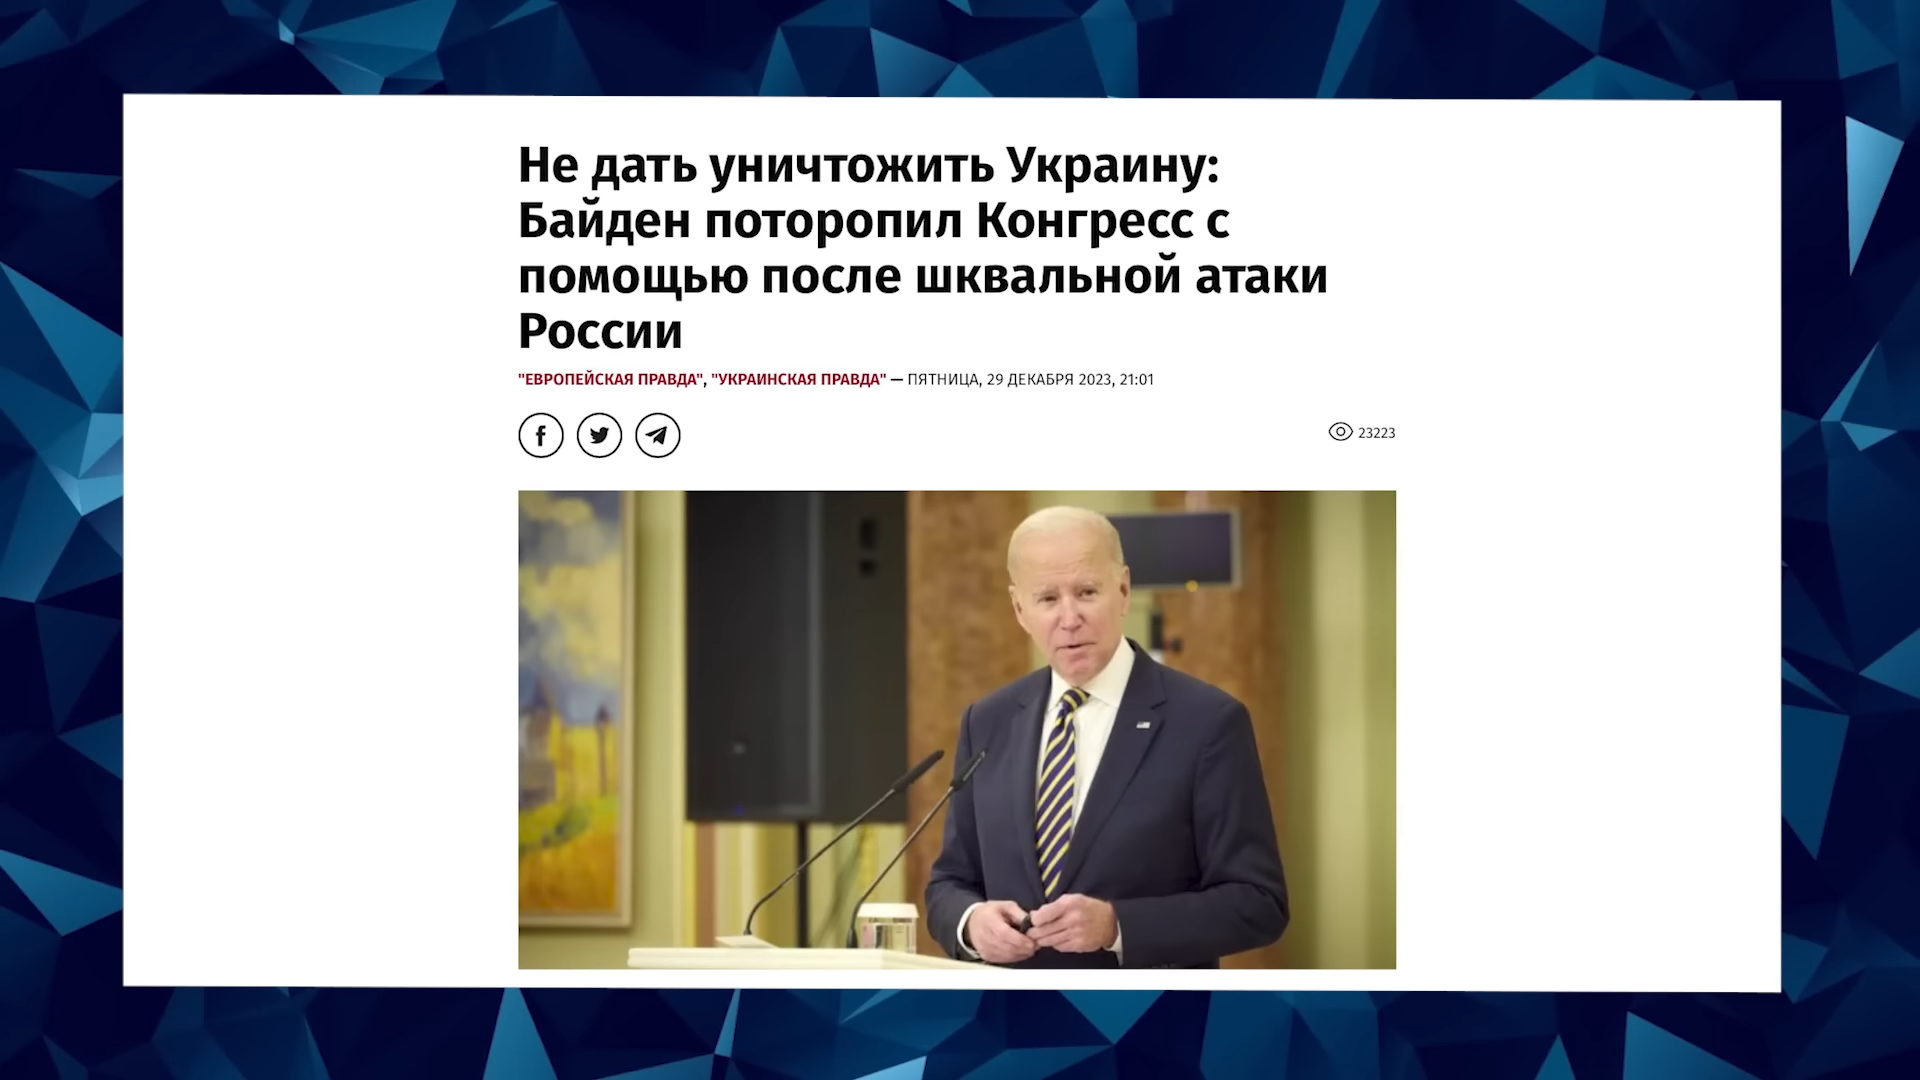 Не дать уничтожить Украину:
Байден поторопил Конгресс с
помощью после шквальной атаки
России
"ЕВРОПЕЙСКАЯ ПРАВДА", "УКРАИНСКАЯ ПРАВДА" — ПЯТНИЦА, 29 ДЕКАБРЯ 2023, 21:01
23223